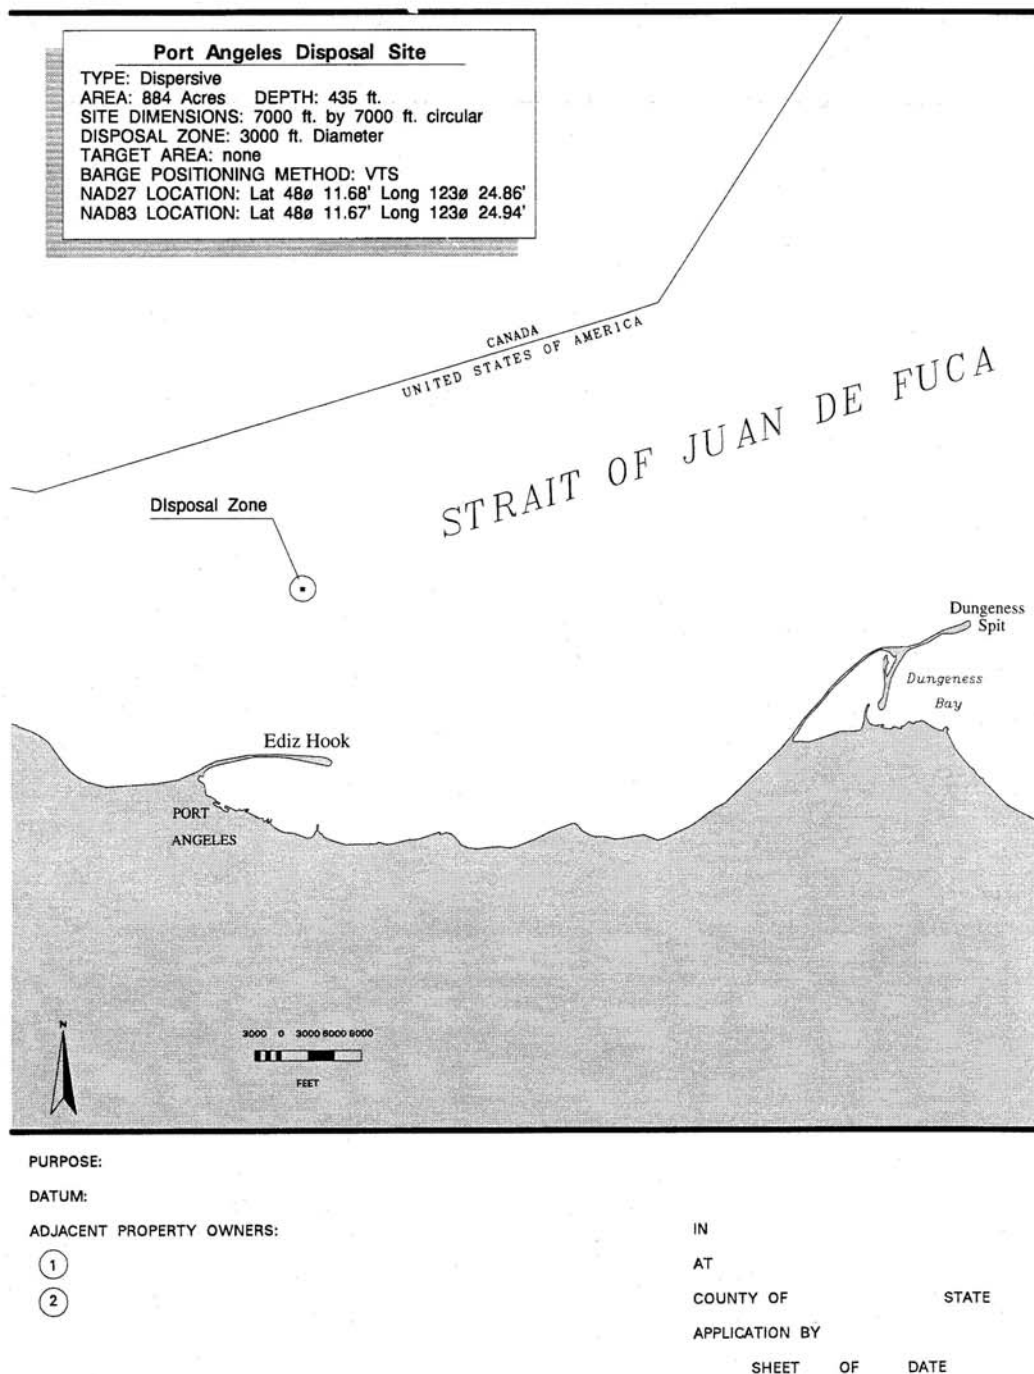 Port Angeles Disposal Site
TYPE: Dispersive
AREA: 884 Acres DEPTH: 435 ft.
SITE DIMENSIONS: 7000 ft. by 7000 ft. circular
DISPOSAL ZONE: 3000 ft. Diameter
TARGET AREA: none
BARGE POSITIONING METHOD: VTS
NAD27 LOCATION: Lat 48ø 11.68' Long 123ø 24.86'
NAD83 LOCATION: Lat 48ø 11.67' Long 123ø 24.94'
CANADA
UNITED STATES OF AMERICA
STRAIT OF JUAN DE FUCA
Disposal Zone
Dungeness
Spit
Dungeness
Bay
Ediz Hook
PORT
ANGELES
N
3000 0 3000 6000 9000
FEET
PURPOSE:
DATUM:
ADJACENT PROPERTY OWNERS:
1
2
IN
AT
COUNTY OF STATE
APPLICATION BY
SHEET OF DATE